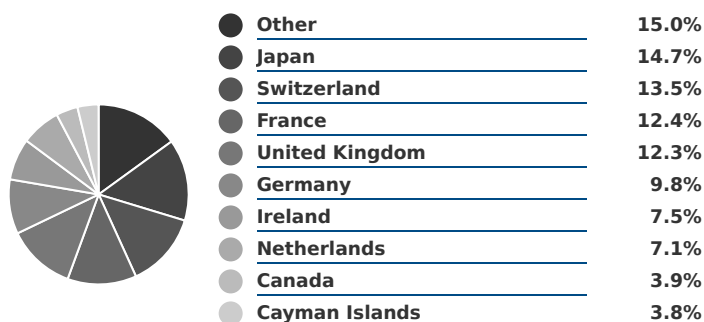 Other 15.0%
Japan 14.7%
Switzerland 13.5%
France 12.4%
United Kingdom 12.3%
Germany 9.8%
Ireland 7.5%
Netherlands 7.1%
Canada 3.9%
Cayman Islands 3.8%